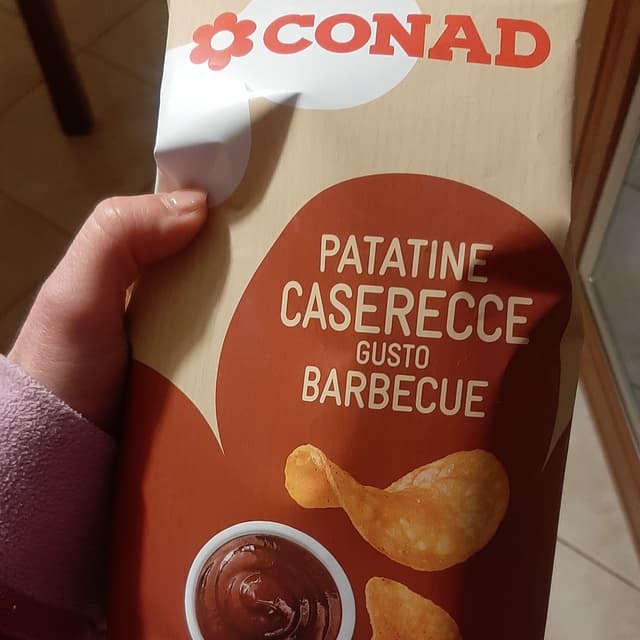 CONAD
PATATINE
CASERECCE
GUSTO
BARBECUE